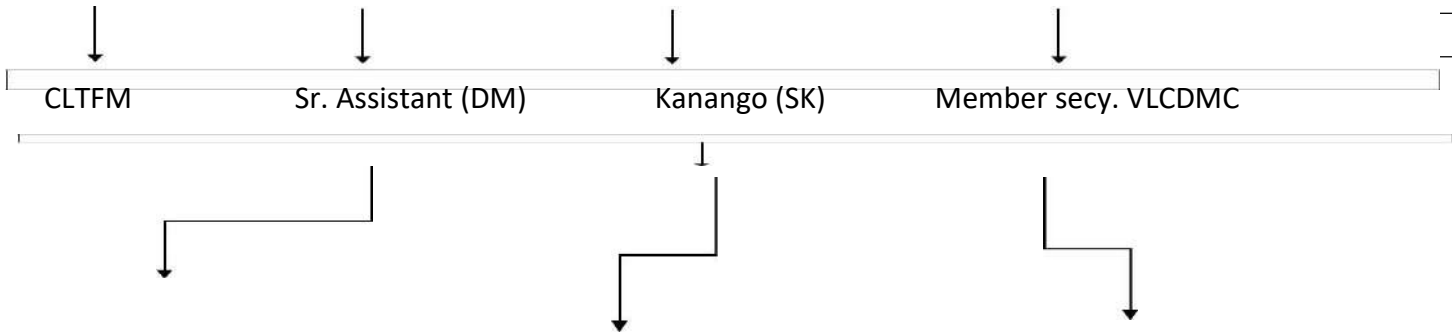 CLTFM Sr. Assistant (DM) Kanango (SK) Member secy. VLCDMC